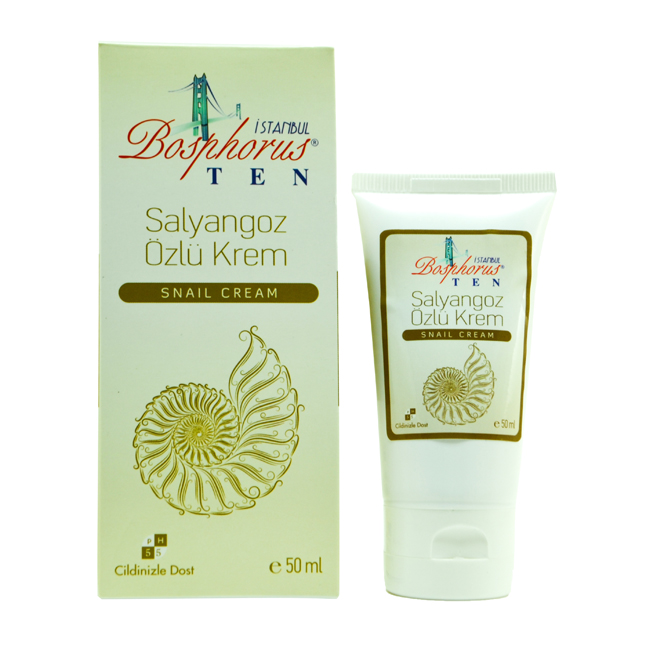 İSTANBUL
Bosphorus®
TEN
Salyangoz
Özlü Krem
SNAIL CREAM
pH
5 5
Cildinizle Dost
e 50 ml
İSTANBUL
Bosphorus®
TEN
Salyangoz
Özlü Krem
SNAIL CREAM
Cildinizle Dost
e 50 ml